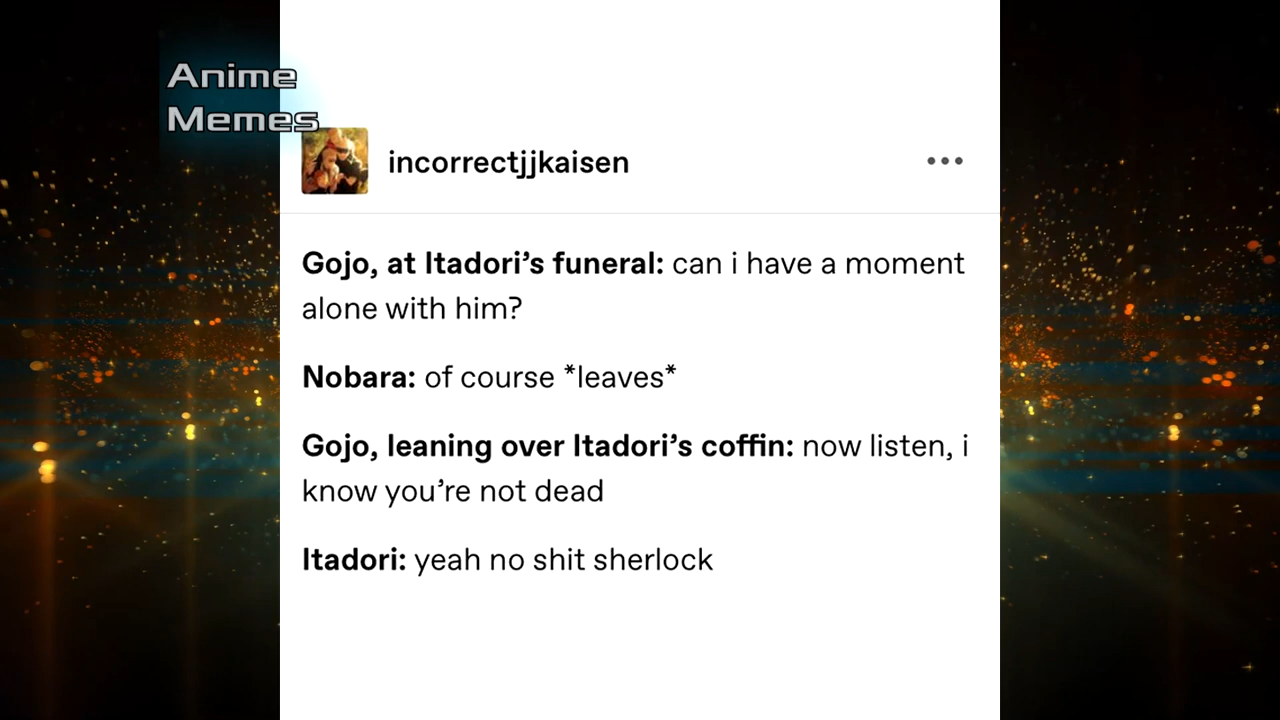 Anime
Memes
incorrectjjkaisen
Gojo, at Itadori’s funeral: can i have a moment
alone with him?
Nobara: of course *leaves*
Gojo, leaning over Itadori’s coffin: now listen, i
know you’re not dead
Itadori: yeah no shit sherlock